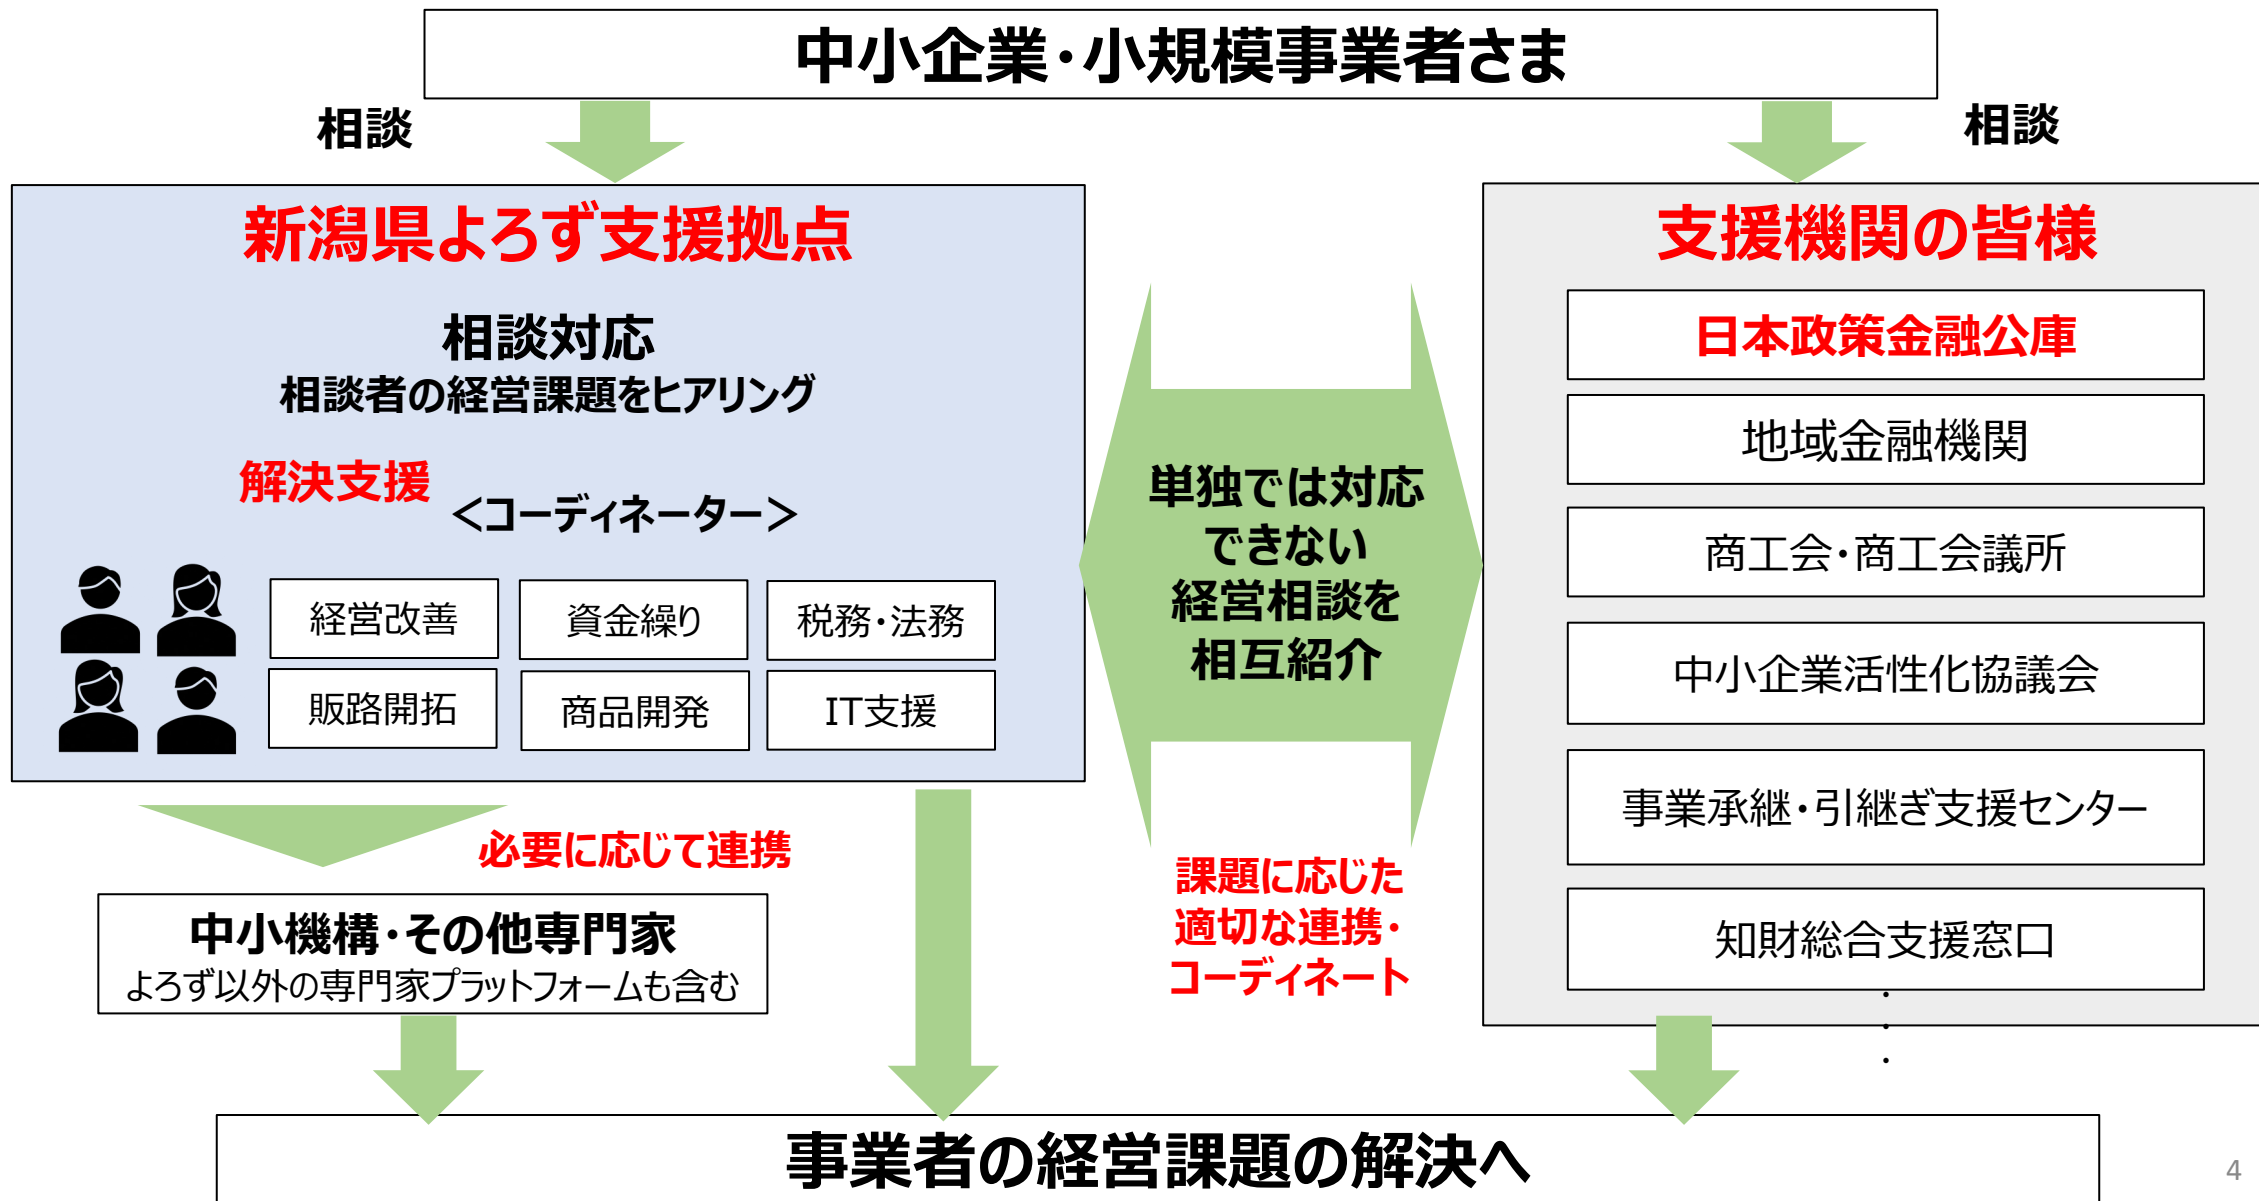 中小企業・小規模事業者さま
相談
相談
新潟県よろず支援拠点
相談対応
相談者の経営課題をヒアリング
解決支援
＜コーディネーター＞
経営改善
資金繰り
税務・法務
販路開拓
商品開発
IT支援
単独では対応
できない
経営相談を
相互紹介
支援機関の皆様
日本政策金融公庫
地域金融機関
商工会・商工会議所
中小企業活性化協議会
事業承継・引継ぎ支援センター
知財総合支援窓口
・
・
・
必要に応じて連携
課題に応じた
適切な連携・
コーディネート
中小機構・その他専門家
よろず以外の専門家プラットフォームも含む
事業者の経営課題の解決へ
4